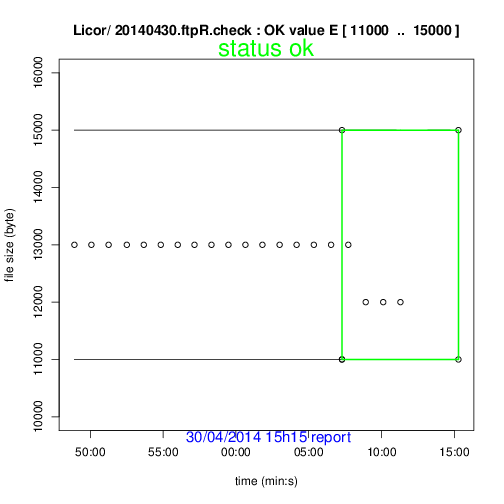 Licor/ 20140430.ftpR.check : OK value E [ 11000  ..  15000 ]
status ok
file size (byte)
16000
15000
14000
13000
12000
11000
10000
30/04/2014 15h15 report
50:00 55:00 00:00 05:00 10:00 15:00
time (min:s)